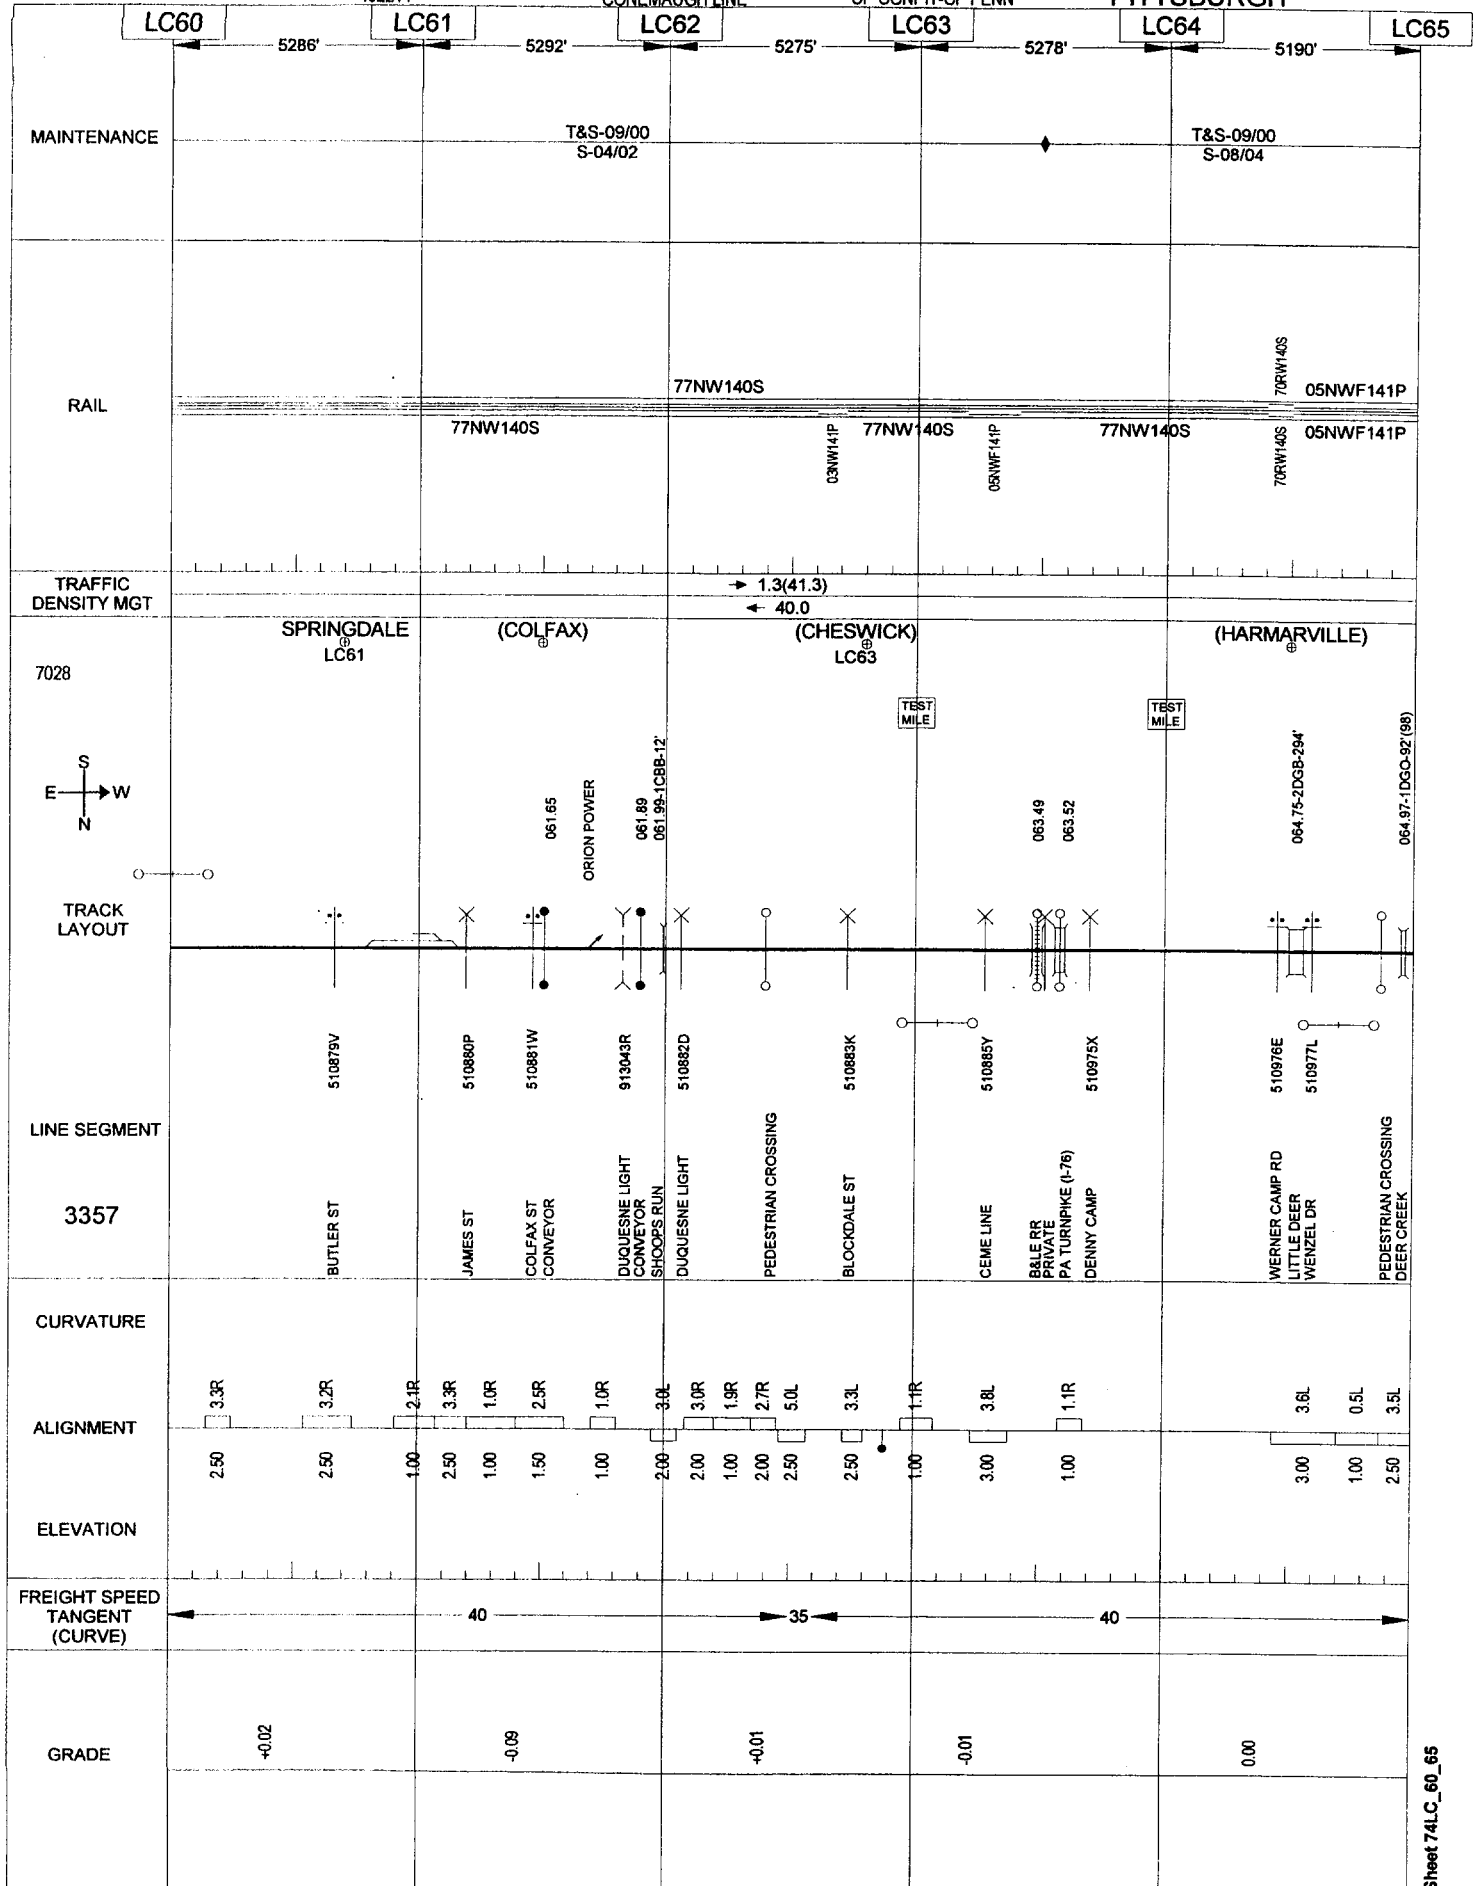 CONEMAUGH LINE
PITTSBURGH
LC60 LC61 LC62 LC63 LC64 LC65
5286' 5292' 5275' 5278' 5190'
MAINTENANCE
T&S-09/00
S-04/02
T&S-09/00
S-08/04
RAIL
77NW140S
77NW140S
03NW141P
77NW140S
05NWF141P
77NW140S
70RW140S
70RW140S
05NWF141P
05NWF141P
TRAFFIC
DENSITY MGT
1.3(41.3)
40.0
SPRINGDALE
LC61
(COLFAX)
(CHESWICK)
LC63
(HARMARVILLE)
7028
TEST
MILE
TEST
MILE
S
E W
N
061.65
ORION POWER
061.89
061.99-1CBB-12'
063.49
063.52
064.75-2DGB-294'
064.97-1DGO-92'(98)
TRACK
LAYOUT
510879V
510880P
510881W
913043R
510882D
510883K
510885Y
510975X
510976E
510977L
LINE SEGMENT
3357
BUTLER ST
JAMES ST
COLFAX ST
CONVEYOR
DUQUESNE LIGHT
CONVEYOR
SHOOPS RUN
DUQUESNE LIGHT
PEDESTRIAN CROSSING
BLOCKDALE ST
CEME LINE
B&LE RR
PRIVATE
PA TURNPIKE (I-76)
DENNY CAMP
WERNER CAMP RD
LITTLE DEER
WENZEL DR
PEDESTRIAN CROSSING
DEER CREEK
CURVATURE
3.3R 3.2R 2.1R 3.3R 1.0R 2.5R 1.0R 3.0L 3.0R 1.9R 2.7R 5.0L 3.3L 1.1R 3.8L 1.1R 3.6L 0.5L 3.5L
ALIGNMENT
2.50 2.50 1.00 2.50 1.00 1.50 1.00 2.00 2.00 1.00 2.00 2.50 2.50 1.00 3.00 1.00 3.00 1.00 2.50
ELEVATION
FREIGHT SPEED
TANGENT
(CURVE)
40 35 40
GRADE
+0.02 -0.09 +0.01 -0.01 0.00
Sheet 74LC_60_65